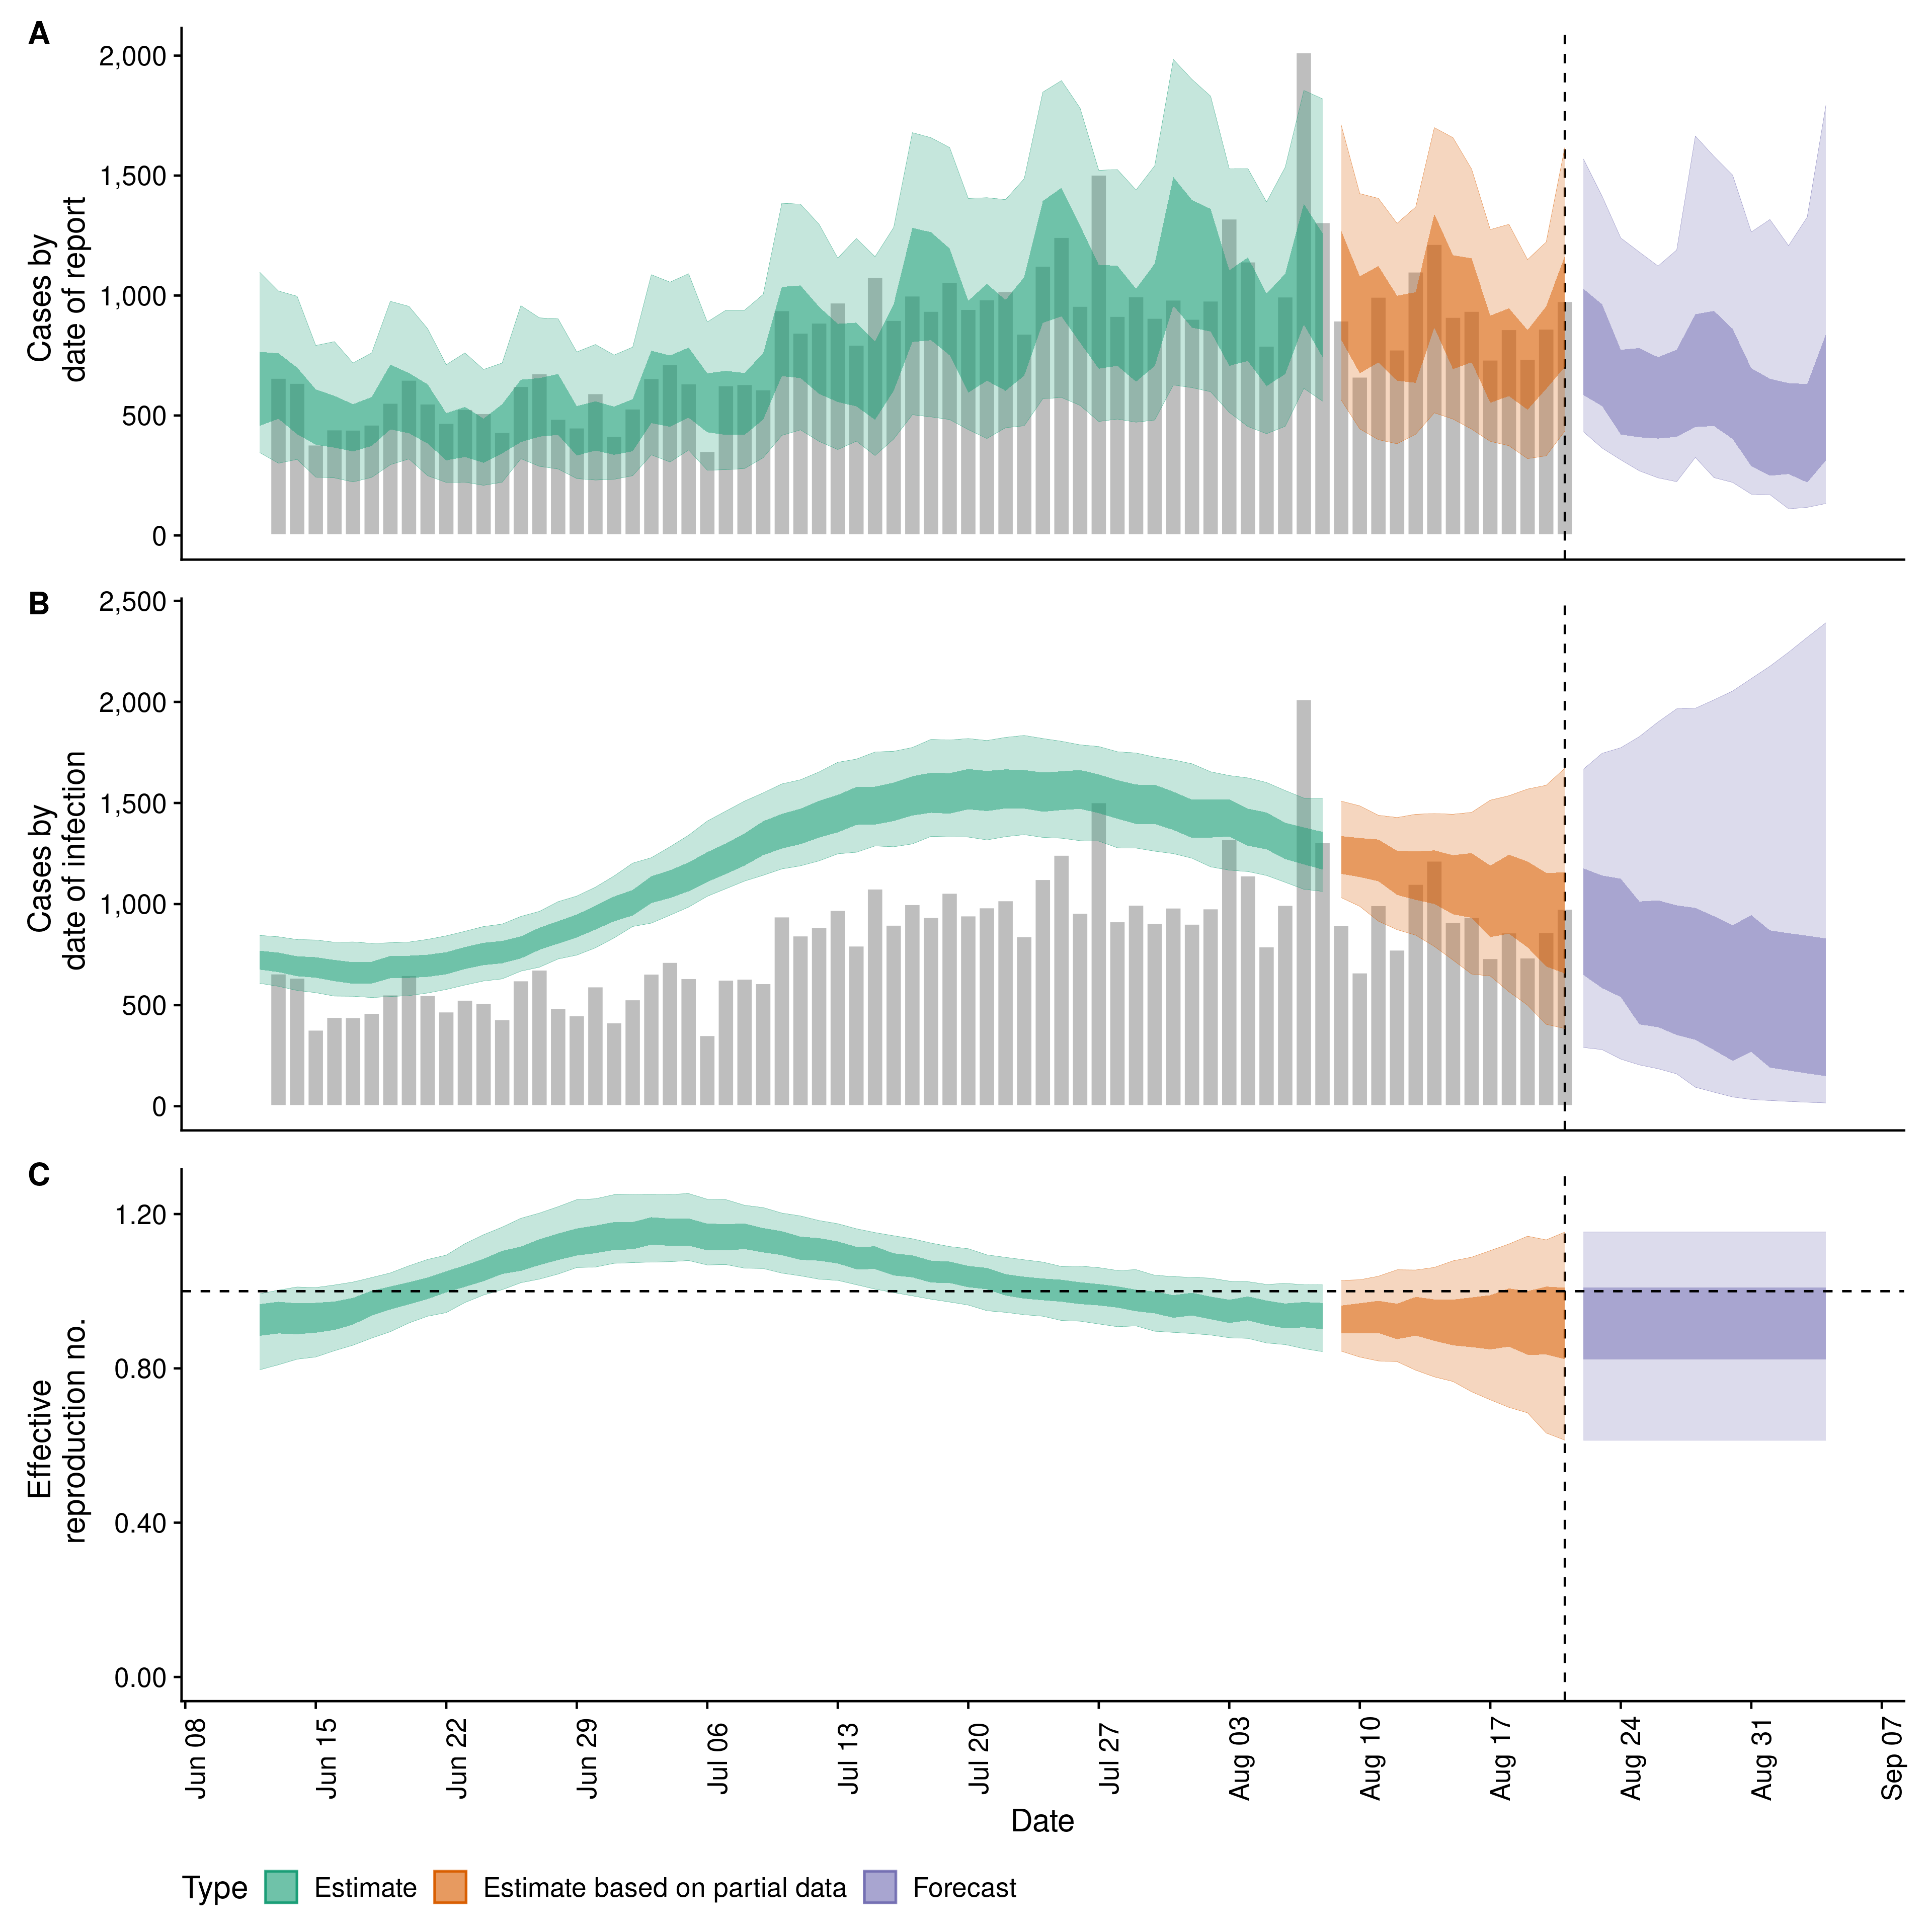 A
Cases by
date of report
2,000
1,500
1,000
500
0
B
Cases by
date of infection
2,500
2,000
1,500
1,000
500
0
C
Effective
reproduction no.
1.20
0.80
0.40
0.00
Jun 08
Jun 15
Jun 22
Jun 29
Jul 06
Jul 13
Jul 20
Jul 27
Aug 03
Aug 10
Aug 17
Aug 24
Aug 31
Sep 07
Date
Type Estimate Estimate based on partial data Forecast